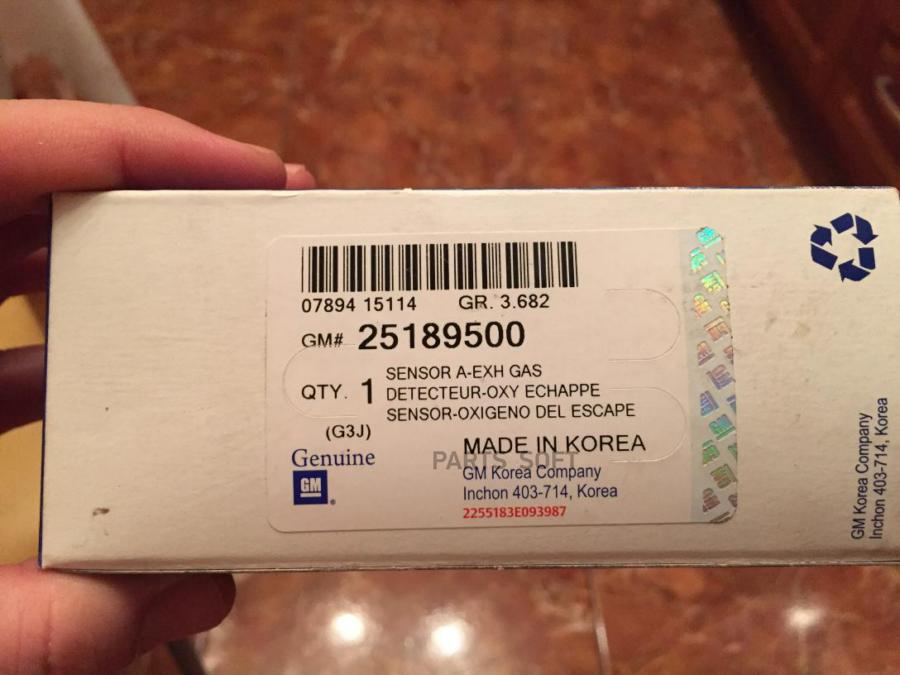 07894 15114 GR. 3.682
GM# 25189500
QTY. 1
SENSOR A-EXH GAS
DETECTEUR-OXY ECHAPPE
SENSOR-OXIGENO DEL ESCAPE
(G3J)
MADE IN KOREA
Genuine
GM
®
PARTS SOFT
GM Korea Company
Inchon 403-714, Korea
2255183E093987
GM Korea Company
Inchon 403-714, Korea